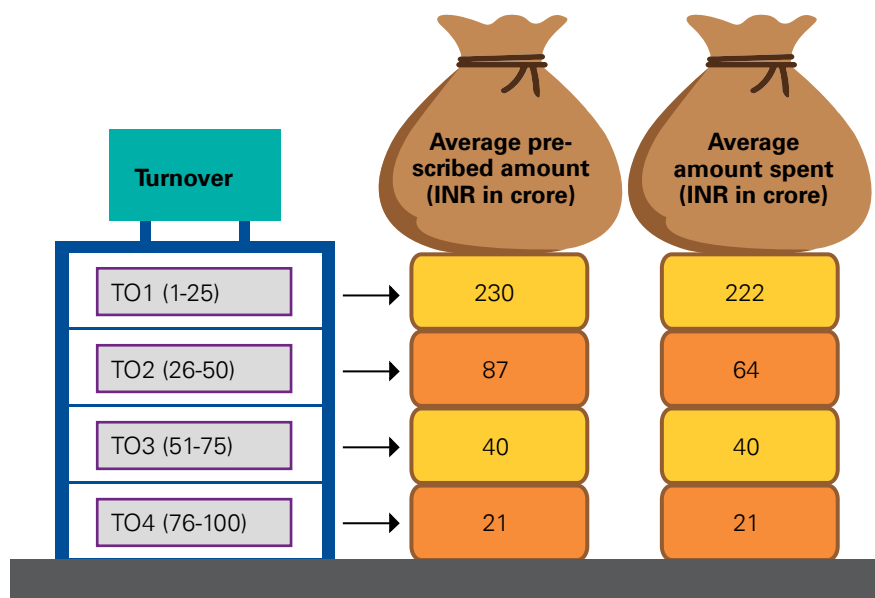 Average pre-
scribed amount
(INR in crore)
Average
amount spent
(INR in crore)
Turnover
TO1 (1-25)
230
222
TO2 (26-50)
87
64
TO3 (51-75)
40
40
TO4 (76-100)
21
21